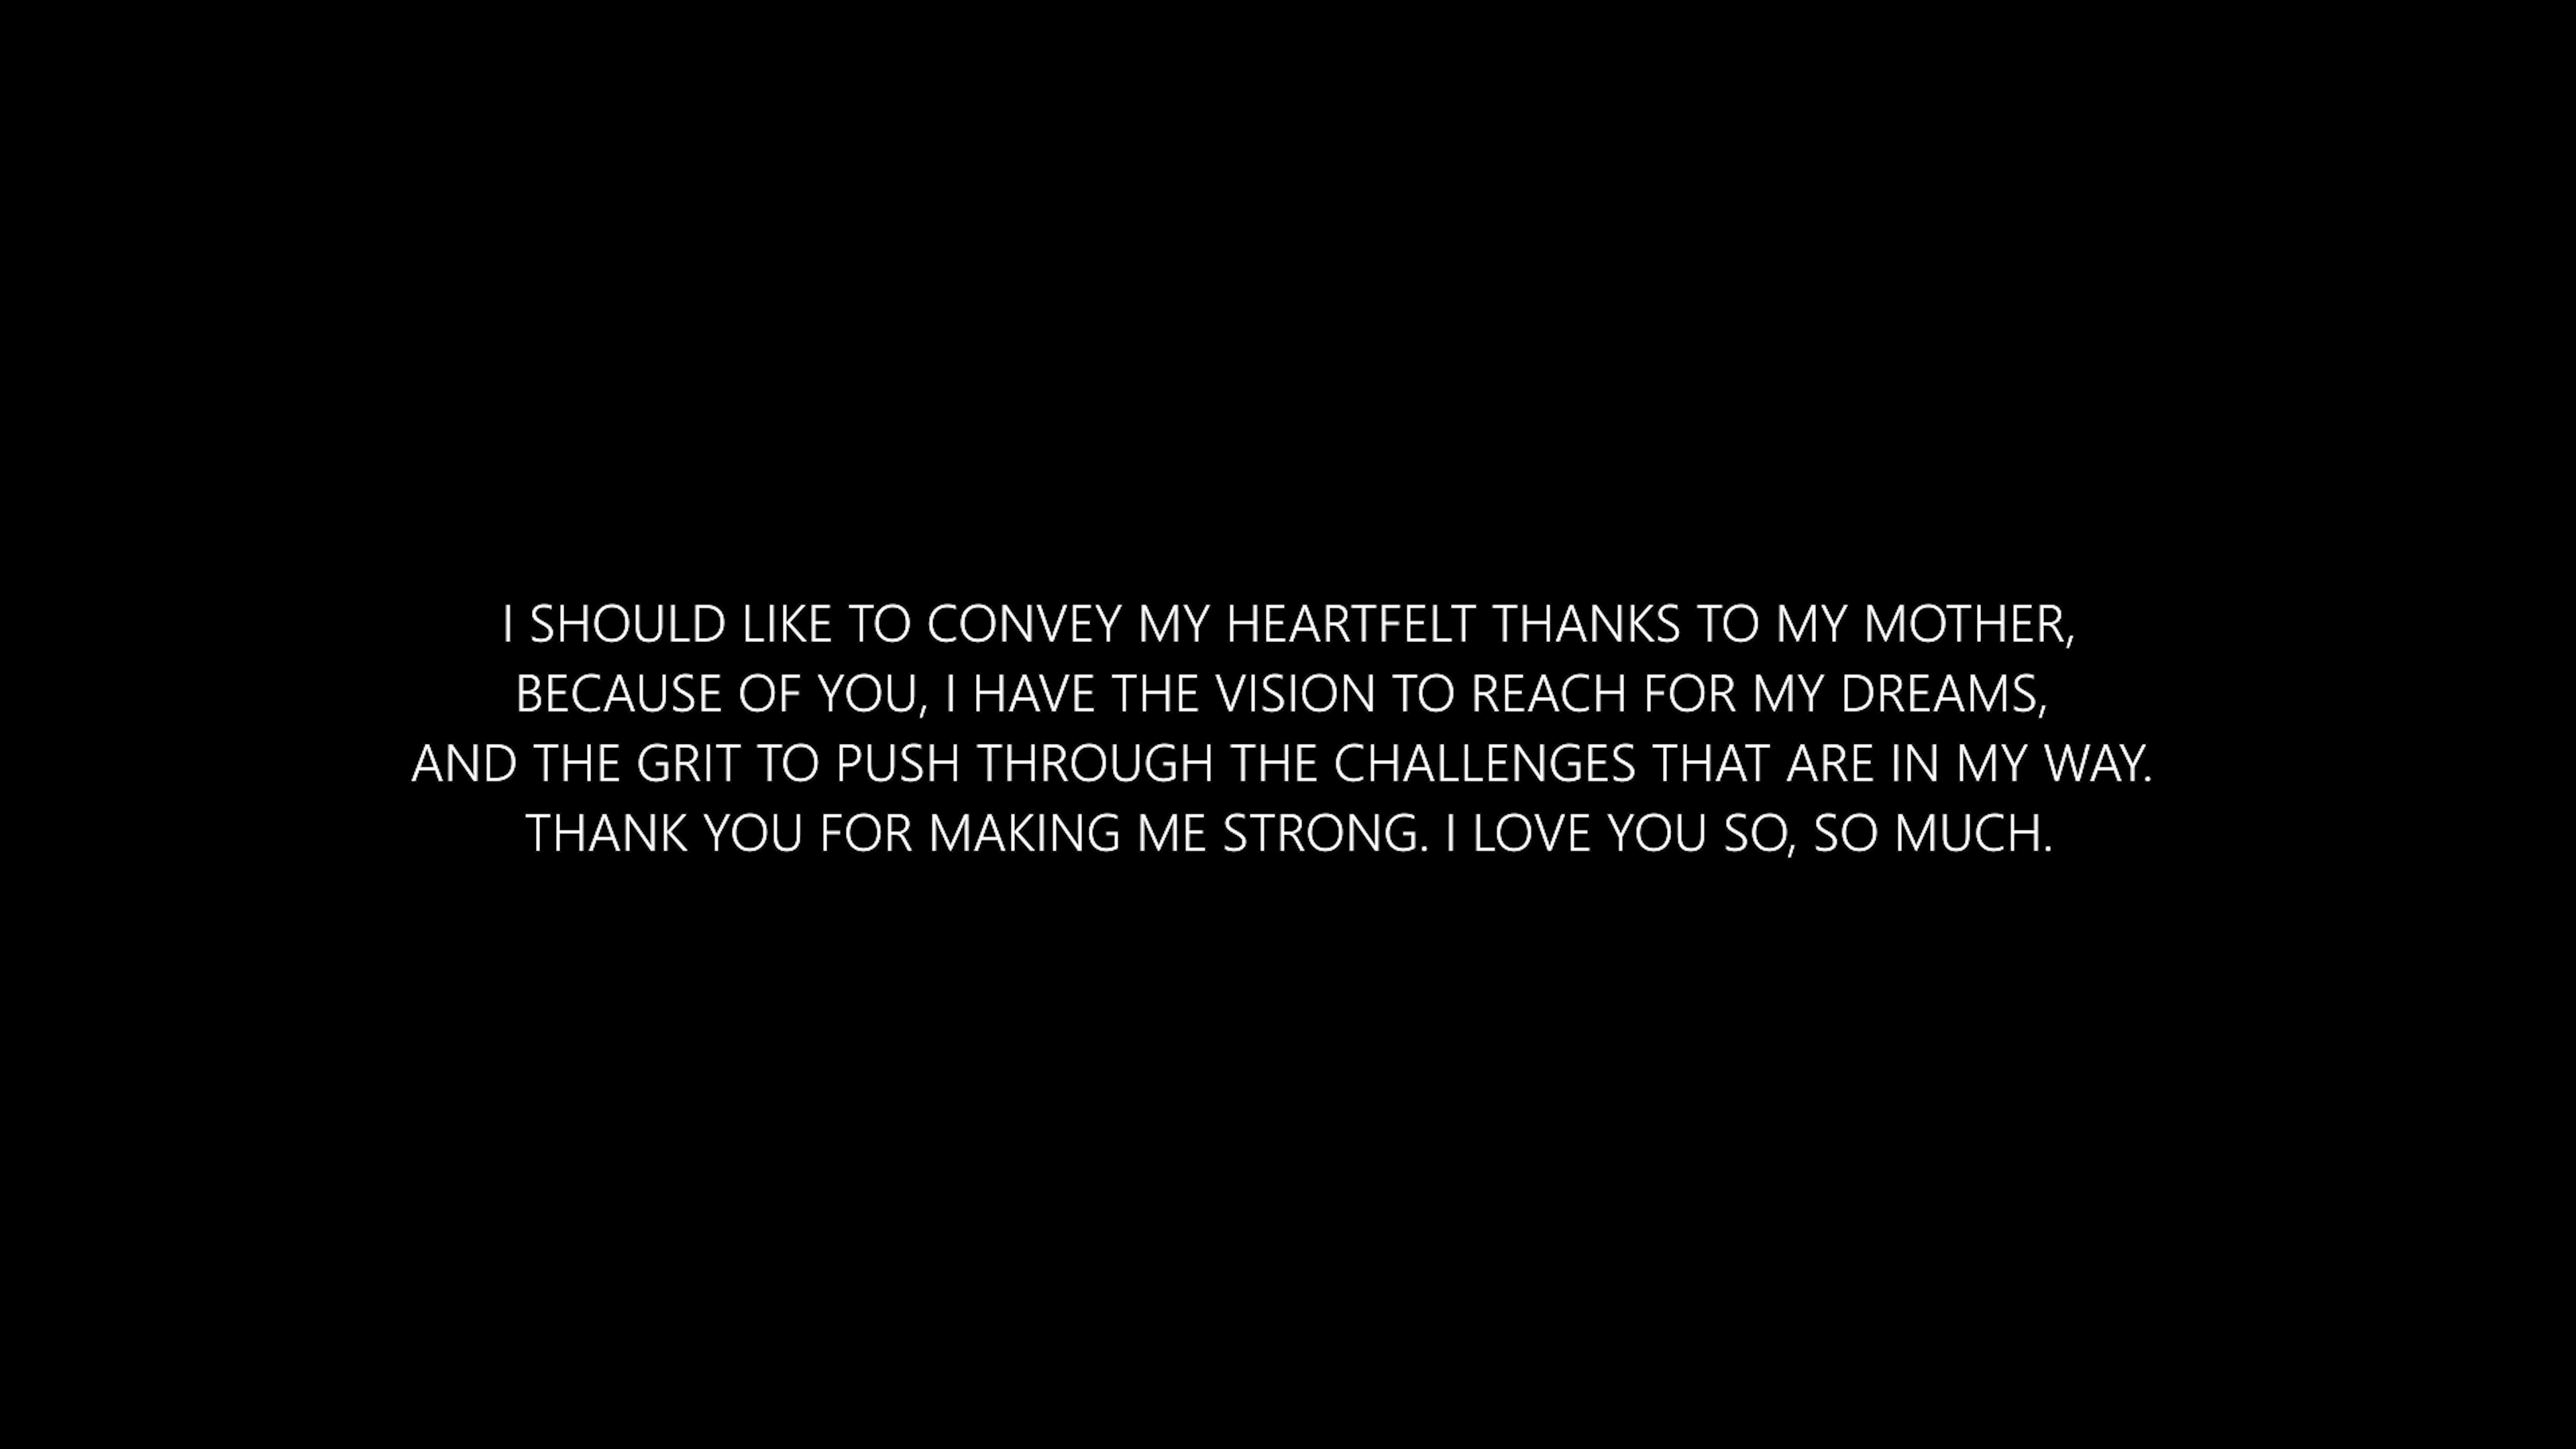 I SHOULD LIKE TO CONVEY MY HEARTFELT THANKS TO MY MOTHER,
BECAUSE OF YOU, I HAVE THE VISION TO REACH FOR MY DREAMS,
AND THE GRIT TO PUSH THROUGH THE CHALLENGES THAT ARE IN MY WAY.
THANK YOU FOR MAKING ME STRONG. I LOVE YOU SO, SO MUCH.